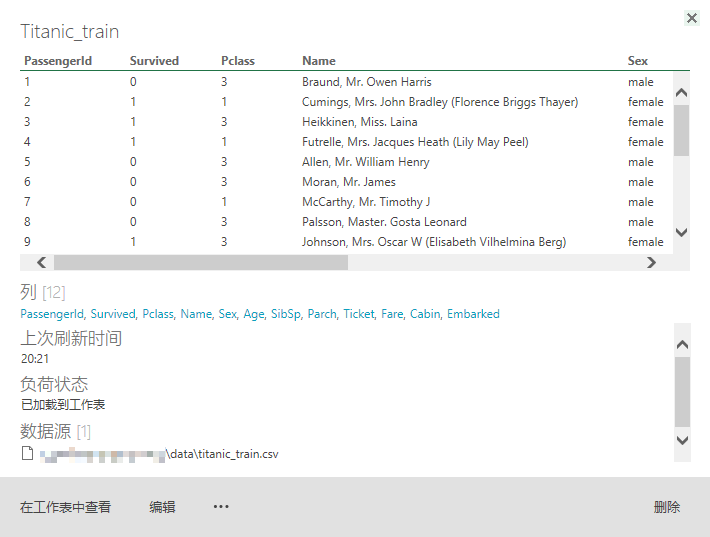 Titanic_train
PassengerId Survived Pclass Name Sex
1 0 3 Braund, Mr. Owen Harris male
2 1 1 Cumings, Mrs. John Bradley (Florence Briggs Thayer) female
3 1 3 Heikkinen, Miss. Laina female
4 1 1 Futrelle, Mrs. Jacques Heath (Lily May Peel) female
5 0 3 Allen, Mr. William Henry male
6 0 3 Moran, Mr. James male
7 0 1 McCarthy, Mr. Timothy J male
8 0 3 Palsson, Master. Gosta Leonard male
9 1 3 Johnson, Mrs. Oscar W (Elisabeth Vilhelmina Berg) female
列 [12]
PassengerId, Survived, Pclass, Name, Sex, Age, SibSp, Parch, Ticket, Fare, Cabin, Embarked
上次刷新时间
20:21
负荷状态
已加载到工作表
数据源 [1]
\data\titanic_train.csv
在工作表中查看 编辑 ··· 删除